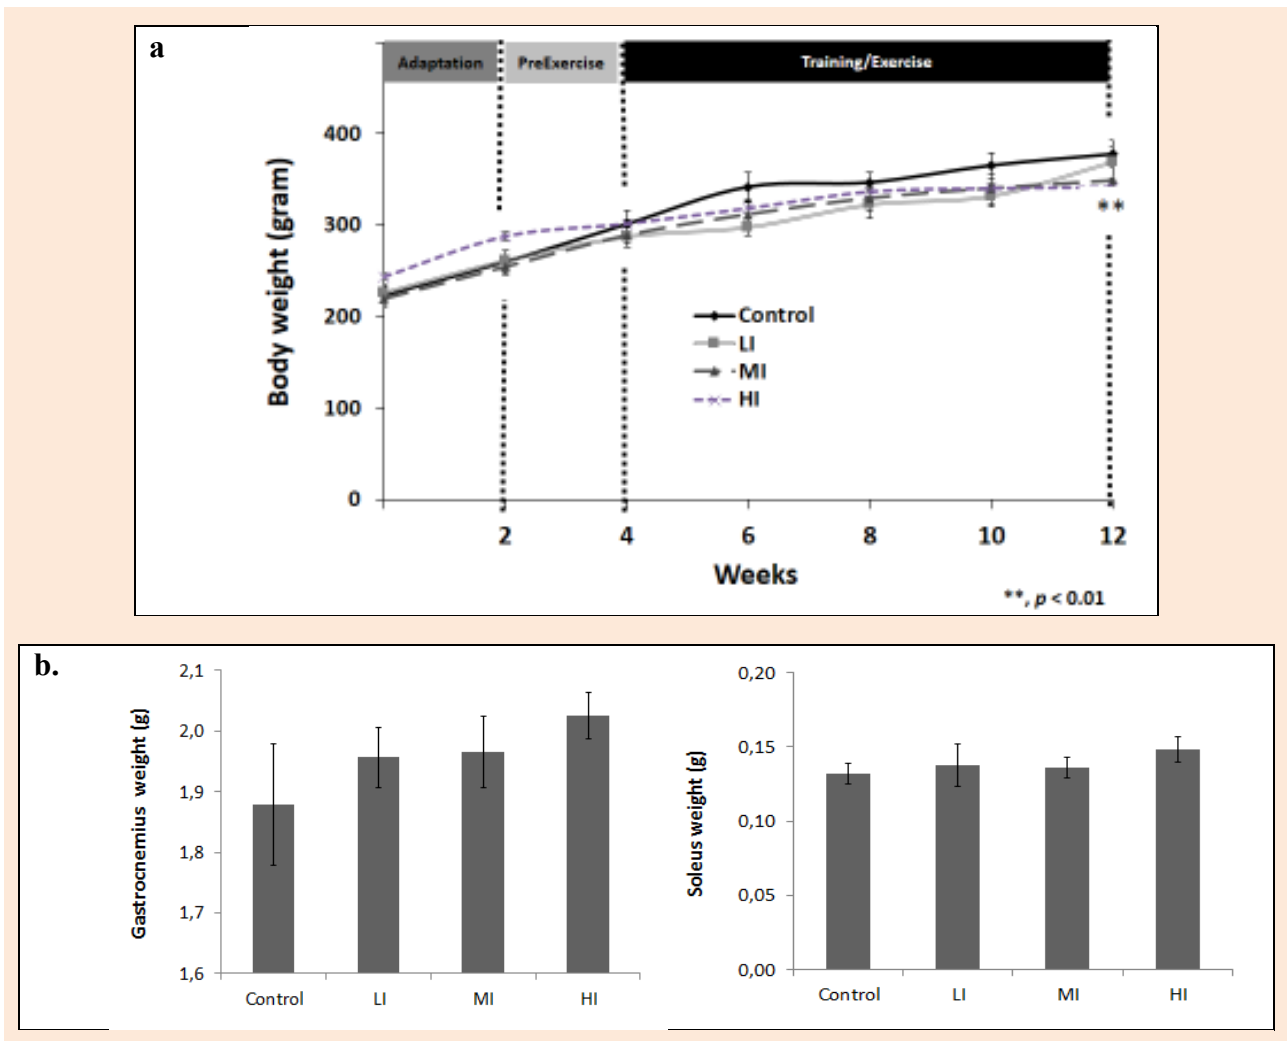 a
Adaptation PreExercise Training/Exercise
Body weight (gram)
400
300
200
100
0
Control
LI
MI
HI
**
2 4 6 8 10 12
Weeks
**, p < 0.01
b.
Gastrocnemius weight (g)
2,1
2,0
1,9
1,8
1,7
1,6
Control LI MI HI
Soleus weight (g)
0,20
0,15
0,10
0,05
0,00
Control LI MI HI